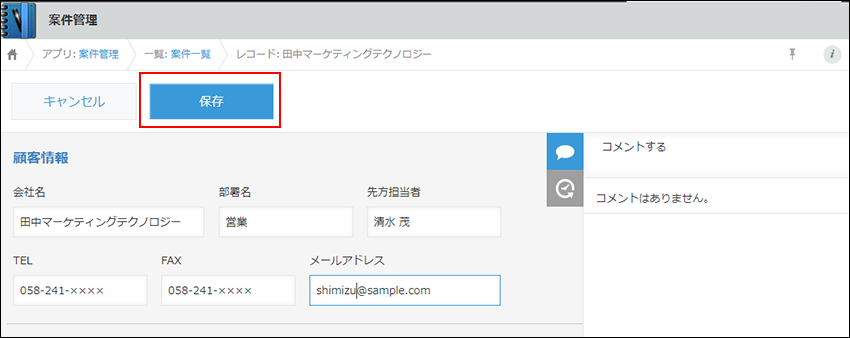 案件管理
アプリ: 案件管理 一覧: 案件一覧 レコード: 田中マーケティングテクノロジー
キャンセル 保存
顧客情報
コメントする
コメントはありません。
会社名 部署名 先方担当者
田中マーケティングテクノロジー 営業 清水 茂
TEL FAX メールアドレス
058-241-×××× 058-241-×××× shimizu@sample.com